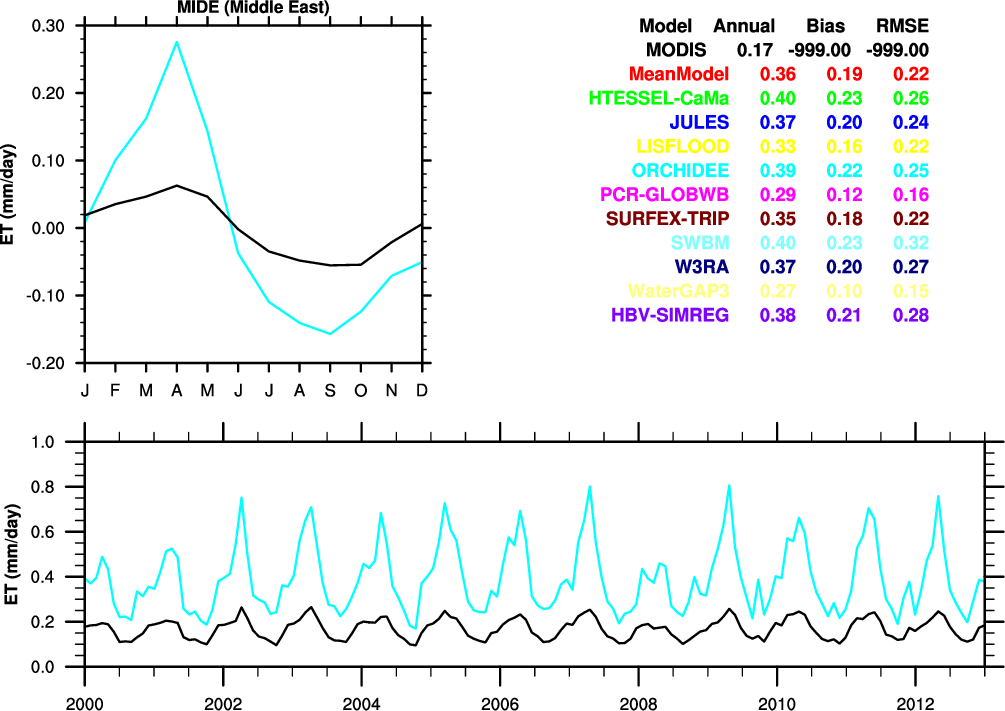 MIDE (Middle East)
0.30
0.20
0.10
0.00
-0.10
-0.20
ET (mm/day)
J F M A M J J A S O N D
Model Annual Bias RMSE
MODIS 0.17 -999.00 -999.00
MeanModel 0.36 0.19 0.22
HTESSEL-CaMa 0.40 0.23 0.26
JULES 0.37 0.20 0.24
LISFLOOD 0.33 0.16 0.22
ORCHIDEE 0.39 0.22 0.25
PCR-GLOBWB 0.29 0.12 0.16
SURFEX-TRIP 0.35 0.18 0.22
SWBM 0.40 0.23 0.32
W3RA 0.37 0.20 0.27
WaterGAP3 0.27 0.10 0.15
HBV-SIMREG 0.38 0.21 0.28
1.0
0.8
0.6
0.4
0.2
0.0
ET (mm/day)
2000 2002 2004 2006 2008 2010 2012